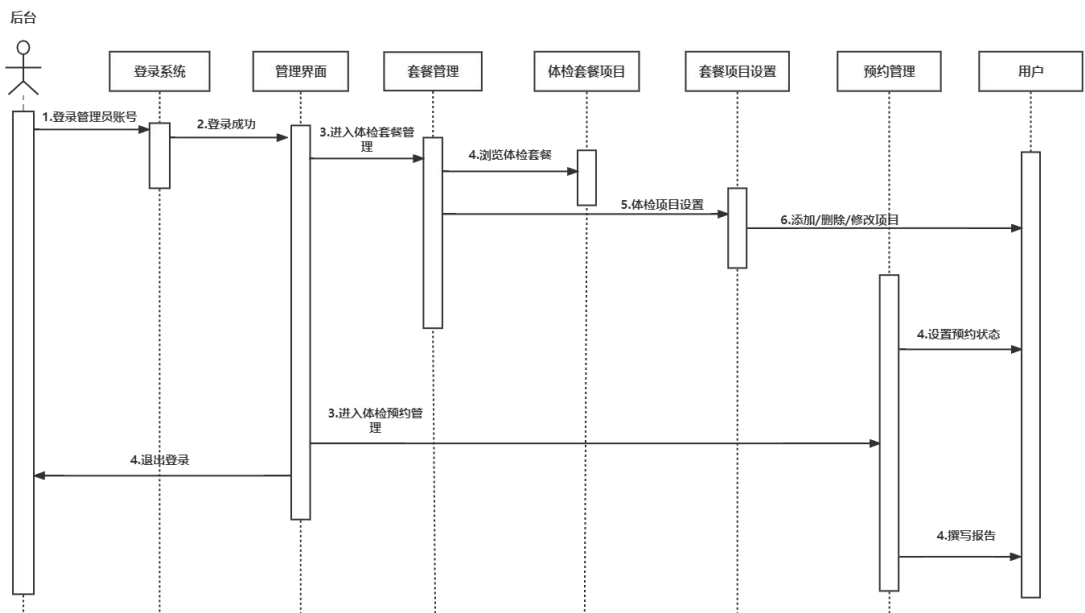 后台
登录系统
管理界面
套餐管理
体检套餐项目
套餐项目设置
预约管理
用户
1.登录管理员账号
2.登录成功
3.进入体检套餐管
理
4.浏览体检套餐
5.体检项目设置
6.添加/删除/修改项目
4.设置预约状态
3.进入体检预约管
理
4.退出登录
4.撰写报告